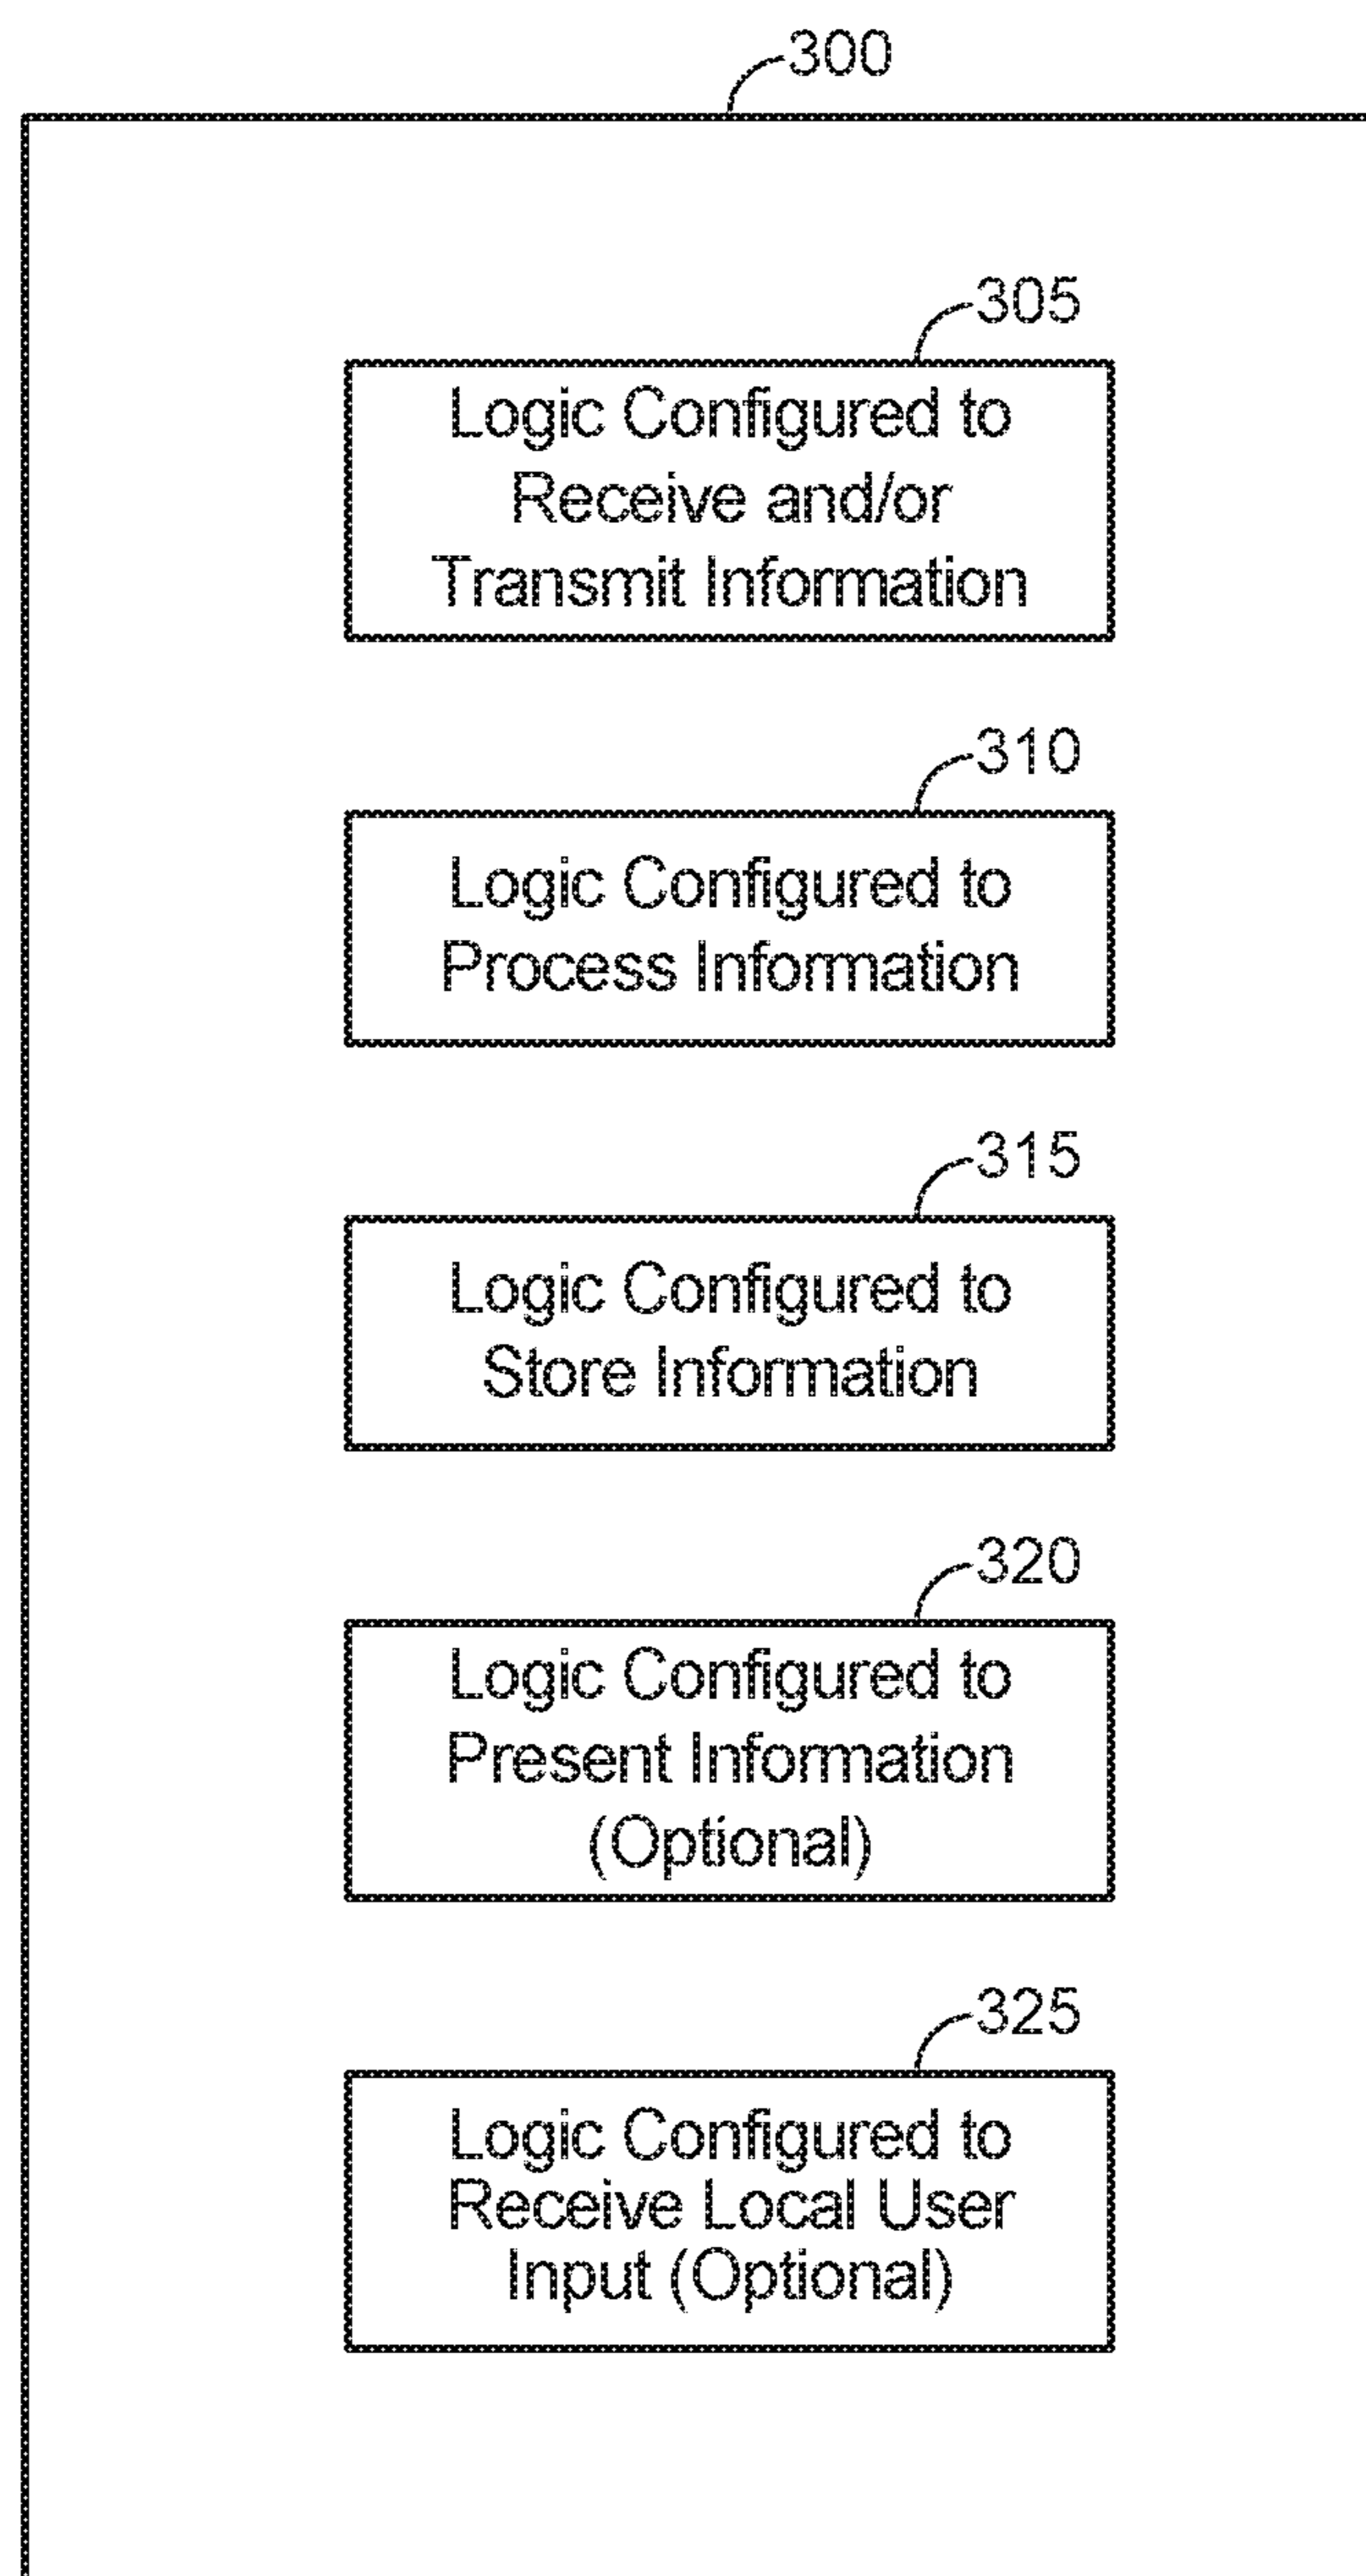 300
305
Logic Configured to
Receive and/or
Transmit Information
310
Logic Configured to
Process Information
315
Logic Configured to
Store Information
320
Logic Configured to
Present Information
(Optional)
325
Logic Configured to
Receive Local User
Input (Optional)